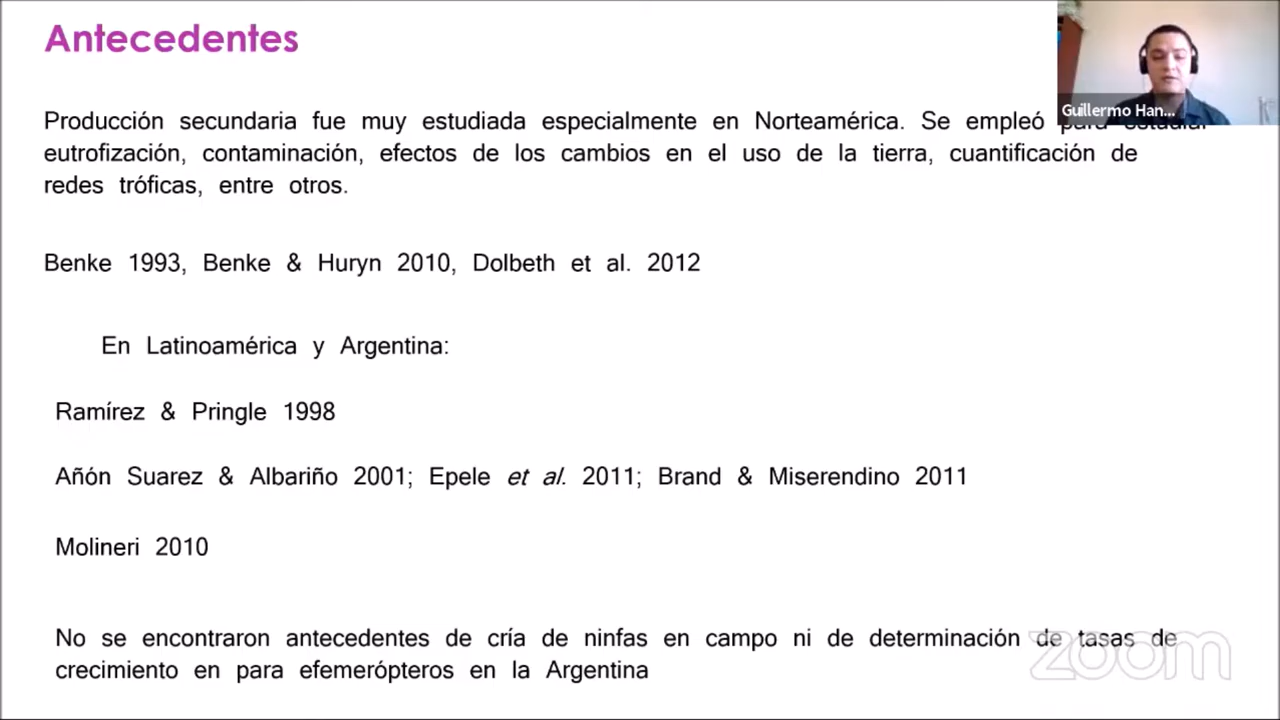 Antecedentes
Guillermo Han...
Producción secundaria fue muy estudiada especialmente en Norteamérica. Se empleó para estudiar
eutrofización, contaminación, efectos de los cambios en el uso de la tierra, cuantificación de
redes tróficas, entre otros.
Benke 1993, Benke & Huryn 2010, Dolbeth et al. 2012
En Latinoamérica y Argentina:
Ramírez & Pringle 1998
Añón Suarez & Albariño 2001; Epele et al. 2011; Brand & Miserendino 2011
Molineri 2010
No se encontraron antecedentes de cría de ninfas en campo ni de determinación de tasas de
crecimiento en para efemerópteros en la Argentina
zoom